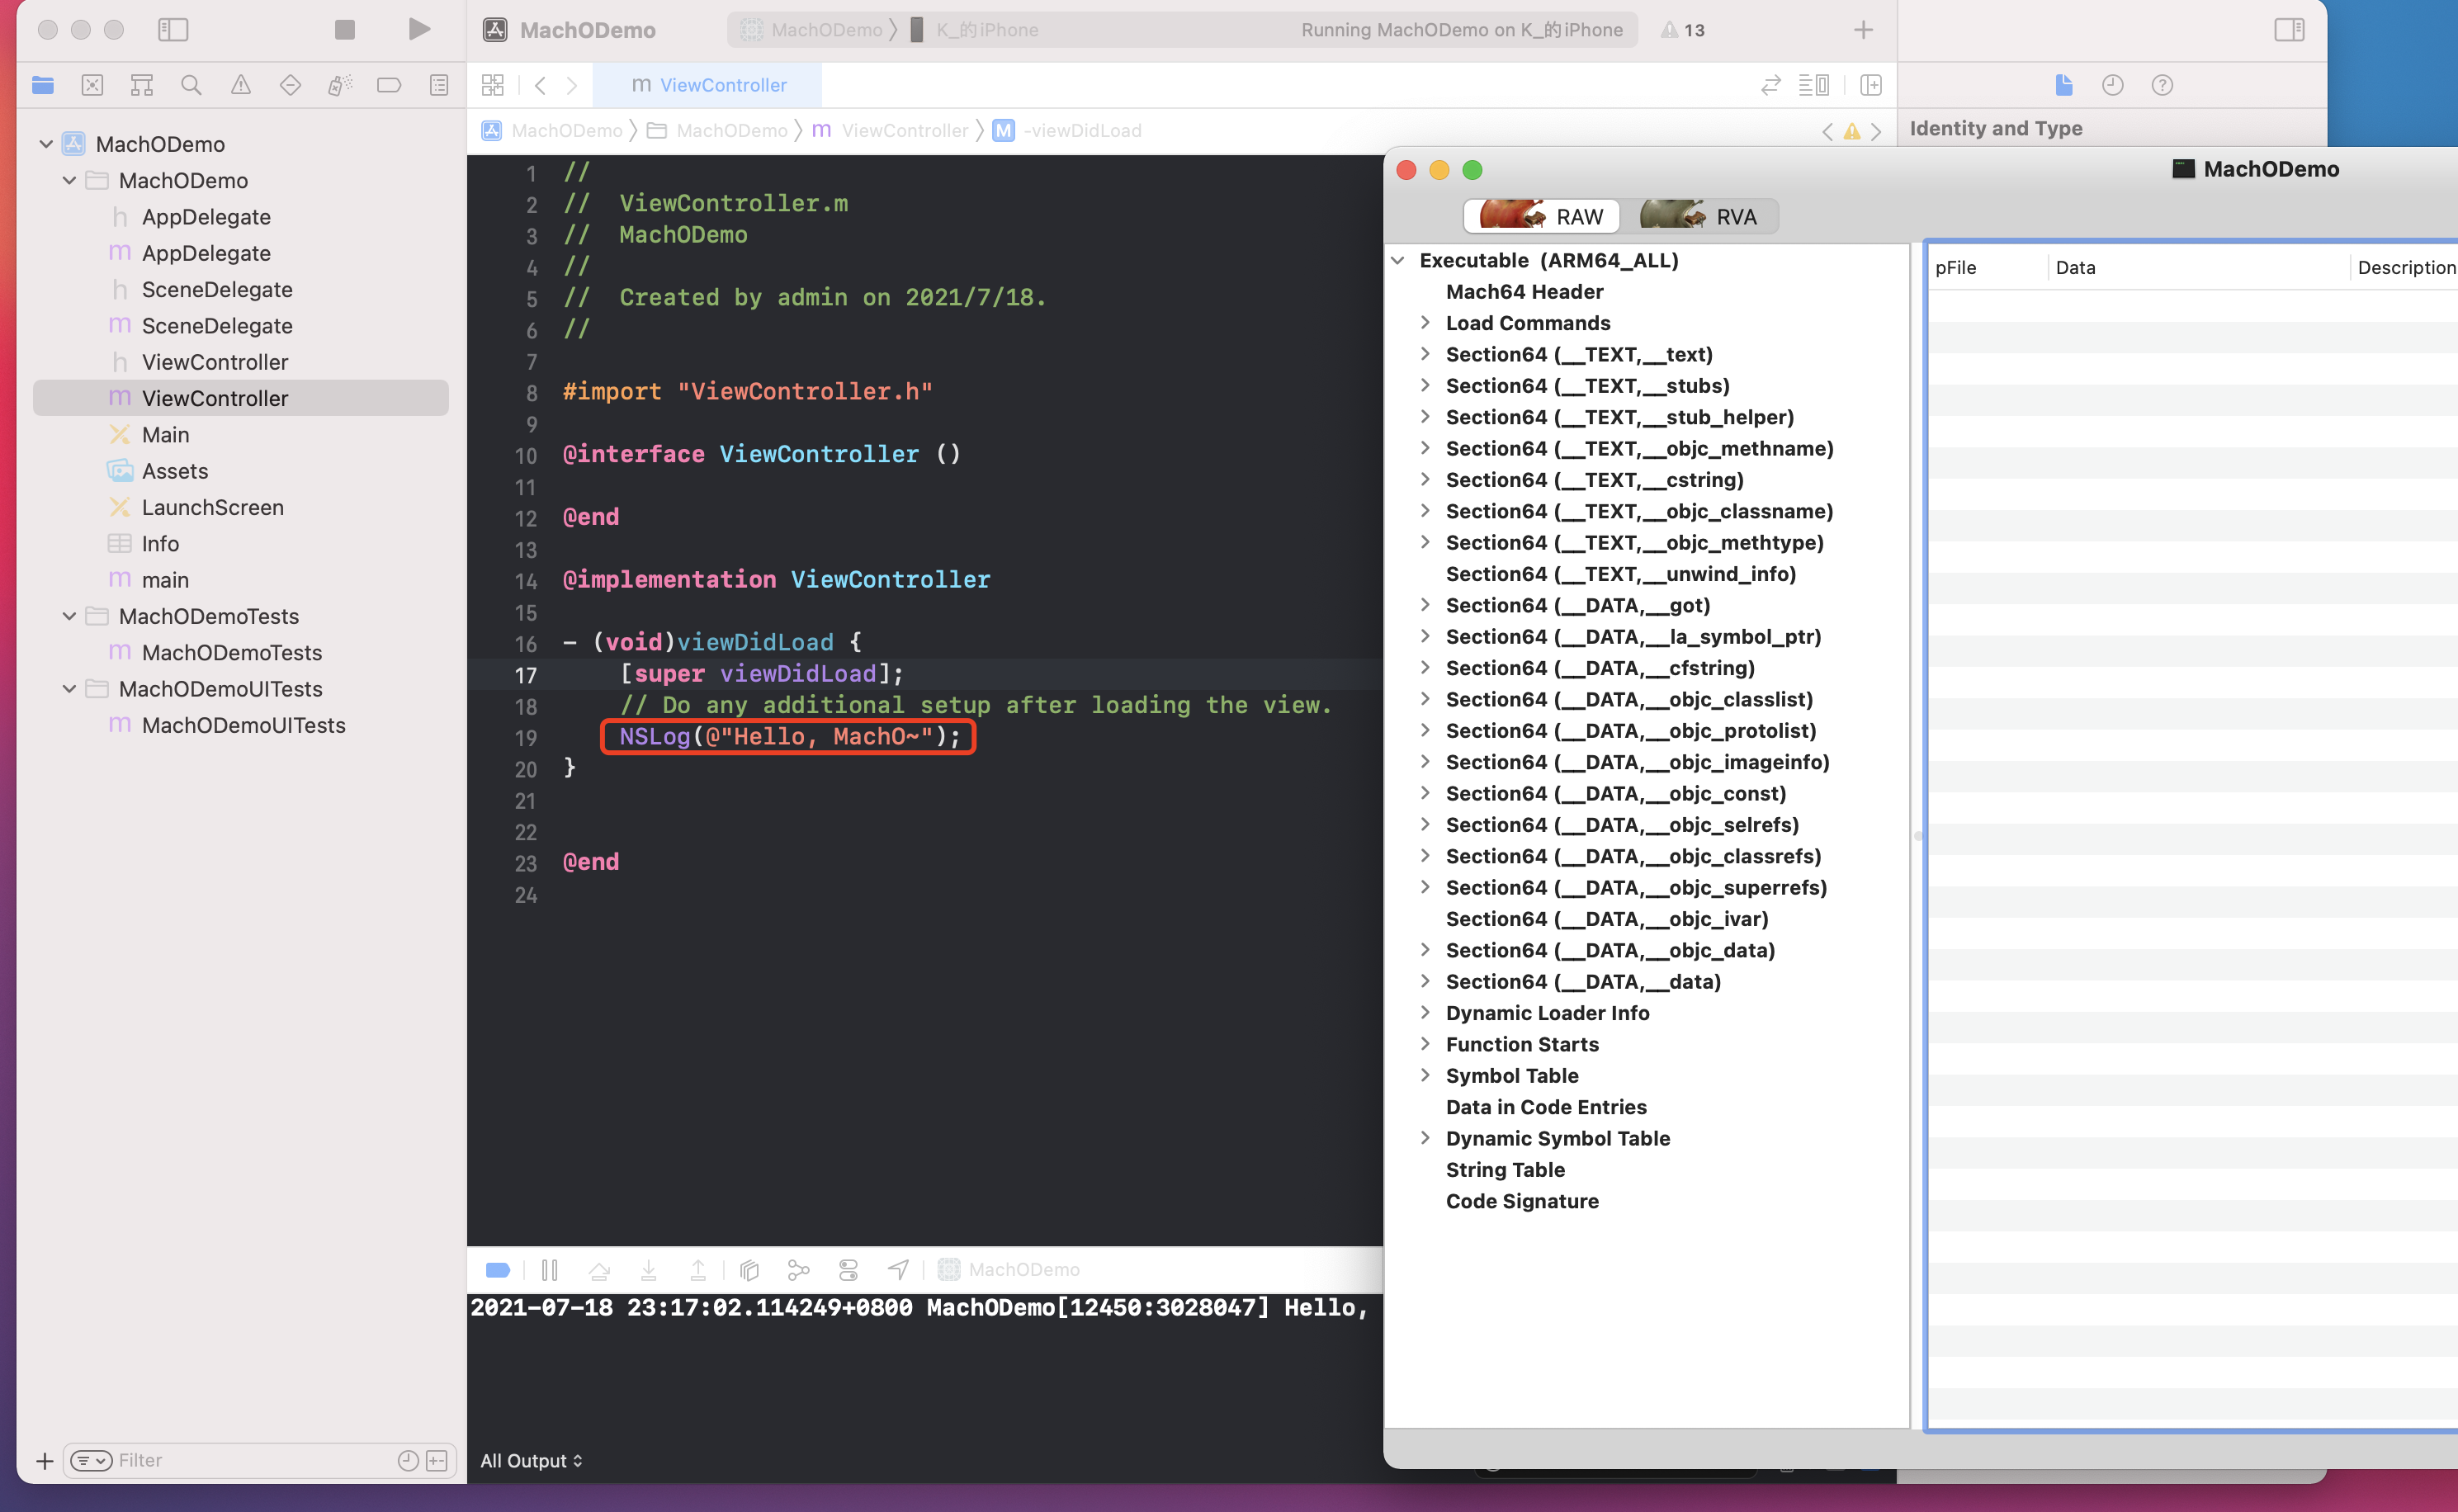 MachODemo
MachODemo
K_的iPhone
Running MachODemo on K_的iPhone
13
m ViewController
MachODemo
MachODemo
m ViewController
M -viewDidLoad
Identity and Type
MachODemo
MachODemo
h AppDelegate
m AppDelegate
h SceneDelegate
m SceneDelegate
h ViewController
m ViewController
Main
Assets
LaunchScreen
Info
m main
MachODemoTests
m MachODemoTests
MachODemoUITests
m MachODemoUITests
Filter
1 //
2 //  ViewController.m
3 //  MachODemo
4 //
5 //  Created by admin on 2021/7/18.
6 //
7
8 #import "ViewController.h"
9
10 @interface ViewController ()
11
12 @end
13
14 @implementation ViewController
15
16 - (void)viewDidLoad {
17     [super viewDidLoad];
18     // Do any additional setup after loading the view.
19     NSLog(@"Hello, MachO~");
20 }
21
22
23 @end
24
MachODemo
2021-07-18 23:17:02.114249+0800 MachODemo[12450:3028047] Hello,
All Output
MachODemo
RAW
RVA
Executable (ARM64_ALL)
Mach64 Header
Load Commands
Section64 (__TEXT,__text)
Section64 (__TEXT,__stubs)
Section64 (__TEXT,__stub_helper)
Section64 (__TEXT,__objc_methname)
Section64 (__TEXT,__cstring)
Section64 (__TEXT,__objc_classname)
Section64 (__TEXT,__objc_methtype)
Section64 (__TEXT,__unwind_info)
Section64 (__DATA,__got)
Section64 (__DATA,__la_symbol_ptr)
Section64 (__DATA,__cfstring)
Section64 (__DATA,__objc_classlist)
Section64 (__DATA,__objc_protolist)
Section64 (__DATA,__objc_imageinfo)
Section64 (__DATA,__objc_const)
Section64 (__DATA,__objc_selrefs)
Section64 (__DATA,__objc_classrefs)
Section64 (__DATA,__objc_superrefs)
Section64 (__DATA,__objc_ivar)
Section64 (__DATA,__objc_data)
Section64 (__DATA,__data)
Dynamic Loader Info
Function Starts
Symbol Table
Data in Code Entries
Dynamic Symbol Table
String Table
Code Signature
pFile
Data
Description